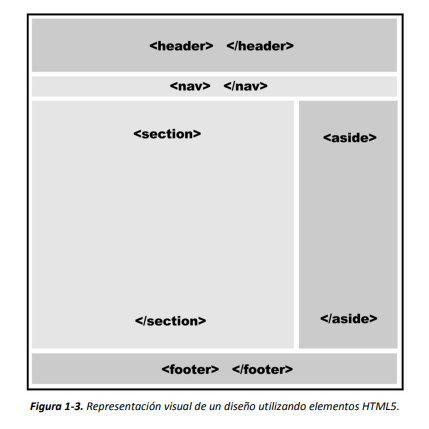 <header> </header>
<nav> </nav>
<section>
<aside>
</section>
</aside>
<footer> </footer>
Figura 1-3. Representación visual de un diseño utilizando elementos HTML5.